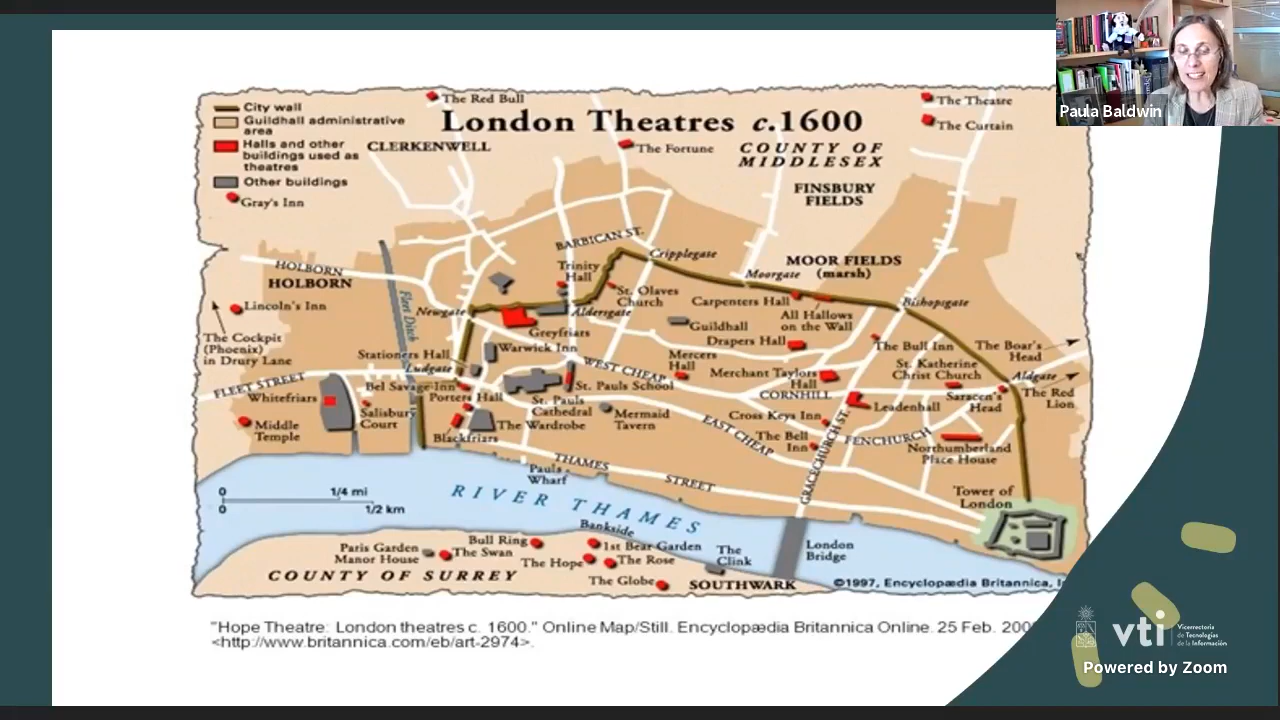 Paula Baldwin
London Theatres c.1600
City wall
Guildhall administrative
area
Halls and other
buildings used as
theatres
Other buildings
The Red Bull
CLERKENWELL
The Fortune
COUNTY OF
MIDDLESEX
The Theatre
The Curtain
FINSBURY
FIELDS
Gray's Inn
BARBICAN ST.
Cripplegate
MOOR FIELDS
(marsh)
Moorgate
HOLBORN
HOLBORN
Trinity
Hall
St. Olaves
Church
Carpenters Hall
Bishopsgate
Lincoln's Inn
Fleet Ditch
Newgate
Aldersgate
All Hallows
on the Wall
Greyfriars
Guildhall
Drapers Hall
The Cockpit
(Phoenix)
in Drury Lane
Warwick Inn
Stationers Hall
Mercers
Hall
The Bull Inn
The Boar's
Head
Ludgate
WEST CHEAP
Merchant Taylors
Hall
St. Katherine
Christ Church
Aldgate
FLEET STREET
Bel Savage Inn
St. Pauls School
CORNHILL
Saracen's
Head
The Red
Lion
Whitefriars
Porters Hall
St. Pauls
Cathedral
Mermaid
Tavern
Cross Keys Inn
Leadenhall
Salisbury
Court
Middle
Temple
The Wardrobe
EAST CHEAP
The Bell
Inn
FENCHURCH
GRACECHURCH ST.
Northumberland
Place House
Blackfriars
THAMES
STREET
Pauls
Wharf
Tower of
London
0
1/4 mi
0
1/2 km
RIVER THAMES
Bankside
Bull Ring
1st Bear Garden
Paris Garden
Manor House
The Swan
The Hope
The Rose
The
Clink
London
Bridge
COUNTY OF SURREY
The Globe
SOUTHWARK
©1997, Encyclopædia Britannica, I
"Hope Theatre: London theatres c. 1600." Online Map/Still. Encyclopædia Britannica Online. 25 Feb. 200
<http://www.britannica.com/eb/art-2974>.
vti
Vicerrectoría
de Tecnologías
de la Información
Powered by Zoom